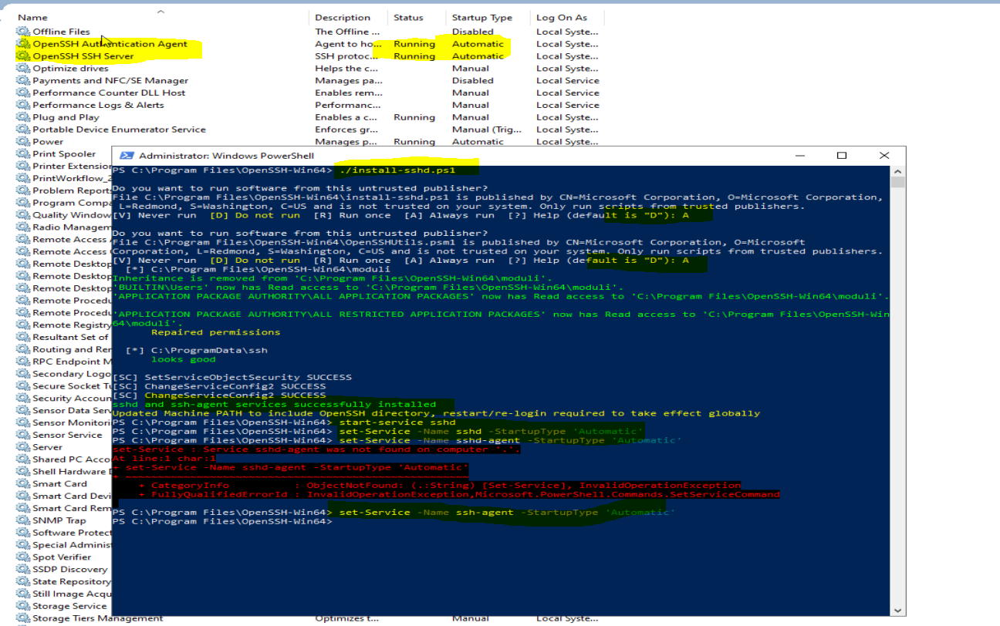 Name Description Status Startup Type Log On As
Offline Files The Offline ... Disabled Local Syste...
OpenSSH Authentication Agent Agent to ho... Running Automatic Local Syste...
OpenSSH SSH Server SSH protoc... Running Automatic Local Syste...
Optimize drives Helps the c... Manual Local Syste...
Payments and NFC/SE Manager Manages pa... Disabled Local Service
Performance Counter DLL Host Enables rem... Manual Local Service
Performance Logs & Alerts Performanc... Manual Local Service
Plug and Play Enables a c... Running Manual Local Syste...
Portable Device Enumerator Service Enforces gr... Manual (Trig... Local Syste...
Power Manages p... Running Automatic Local Syste...
Print Spooler
Printer Extension
PrintWorkflow_2
Problem Reports
Program Compa
Quality Window
Radio Managem
Remote Access A
Remote Access
Remote Desktop
Remote Desktop
Remote Desktop
Remote Procedu
Remote Procedu
Remote Registry
Resultant Set of
Routing and Rem
RPC Endpoint M
Secondary Logo
Secure Socket Tu
Security Accoun
Sensor Data Serv
Sensor Monitori
Sensor Service
Server
Shared PC Acco
Shell Hardware D
Smart Card
Smart Card Devi
Smart Card Rem
SNMP Trap
Software Protect
Special Administ
Spot Verifier
SSDP Discovery
State Repository
Still Image Acqu
Storage Service
Storage Tiers Management Optimizes t... Manual Local Syste...
Administrator: Windows PowerShell
PS C:\Program Files\OpenSSH-Win64> ./install-sshd.ps1
Do you want to run software from this untrusted publisher?
File C:\Program Files\OpenSSH-Win64\install-sshd.ps1 is published by CN=Microsoft Corporation, O=Microsoft Corporation,
L=Redmond, S=Washington, C=US and is not trusted on your system. Only run scripts from trusted publishers.
[V] Never run [D] Do not run [R] Run once [A] Always run [?] Help (default is "D"): A
Do you want to run software from this untrusted publisher?
File C:\Program Files\OpenSSH-Win64\OpenSSHUtils.psm1 is published by CN=Microsoft Corporation, O=Microsoft
Corporation, L=Redmond, S=Washington, C=US and is not trusted on your system. Only run scripts from trusted publishers.
[V] Never run [D] Do not run [R] Run once [A] Always run [?] Help (default is "D"): A
[*] C:\Program Files\OpenSSH-Win64\moduli
Inheritance is removed from 'C:\Program Files\OpenSSH-Win64\moduli'.
'BUILTIN\Users' now has Read access to 'C:\Program Files\OpenSSH-Win64\moduli'.
'APPLICATION PACKAGE AUTHORITY\ALL APPLICATION PACKAGES' now has Read access to 'C:\Program Files\OpenSSH-Win64\moduli'.
'APPLICATION PACKAGE AUTHORITY\ALL RESTRICTED APPLICATION PACKAGES' now has Read access to 'C:\Program Files\OpenSSH-Win
64\moduli'.
Repaired permissions
[*] C:\ProgramData\ssh
looks good
[SC] SetServiceObjectSecurity SUCCESS
[SC] ChangeServiceConfig2 SUCCESS
[SC] ChangeServiceConfig2 SUCCESS
sshd and ssh-agent services successfully installed
Updated Machine PATH to include OpenSSH directory, restart/re-login required to take effect globally
PS C:\Program Files\OpenSSH-Win64> start-service sshd
PS C:\Program Files\OpenSSH-Win64> set-Service -Name sshd -StartupType 'Automatic'
PS C:\Program Files\OpenSSH-Win64> set-Service -Name sshd-agent -StartupType 'Automatic'
set-Service : Service sshd-agent was not found on computer '.'.
At line:1 char:1
+ set-Service -Name sshd-agent -StartupType 'Automatic'
+ ~~~~~~~~~~~~~~~~~~~~~~~~~~~~~~~~~~~~~~~~~~~~~~~~~~~~~
+ CategoryInfo : ObjectNotFound: (.:String) [Set-Service], InvalidOperationException
+ FullyQualifiedErrorId : InvalidOperationException,Microsoft.PowerShell.Commands.SetServiceCommand
PS C:\Program Files\OpenSSH-Win64> set-Service -Name ssh-agent -StartupType 'Automatic'
PS C:\Program Files\OpenSSH-Win64>